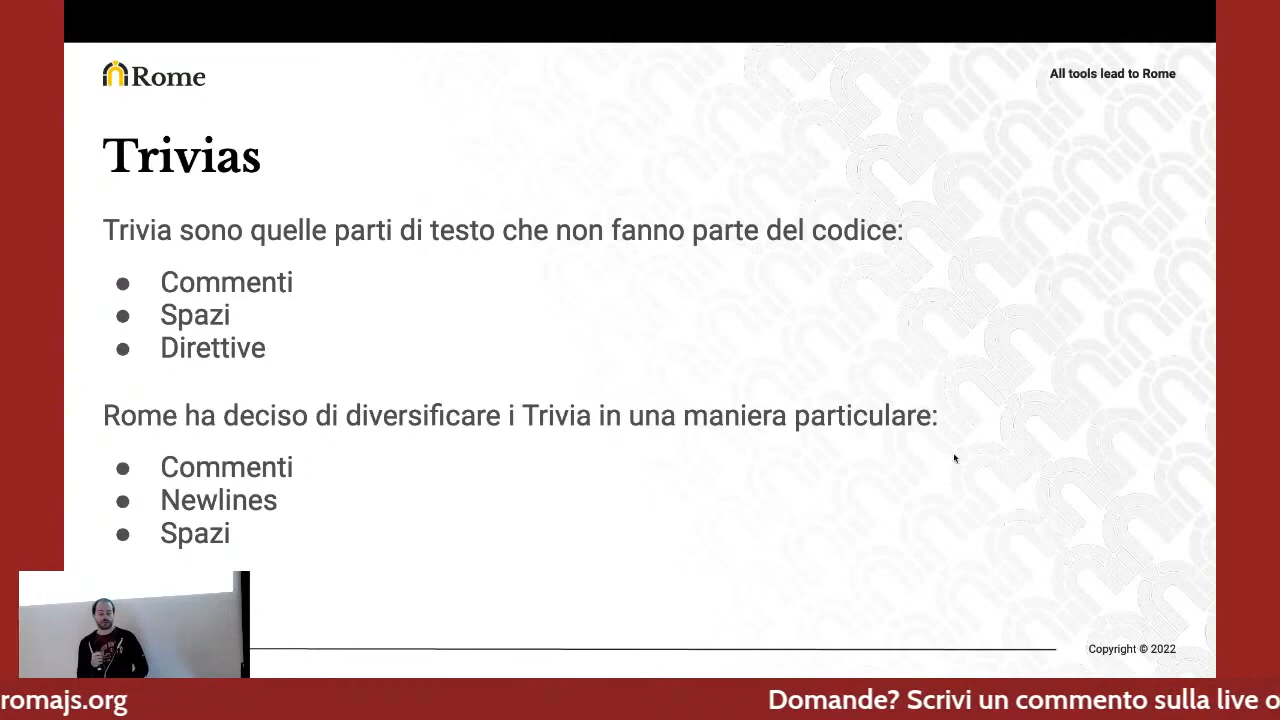 Rome
All tools lead to Rome
Trivias
Trivia sono quelle parti di testo che non fanno parte del codice:
● Commenti
● Spazi
● Direttive
Rome ha deciso di diversificare i Trivia in una maniera particulare:
● Commenti
● Newlines
● Spazi
Copyright © 2022
romajs.org
Domande? Scrivi un commento sulla live o